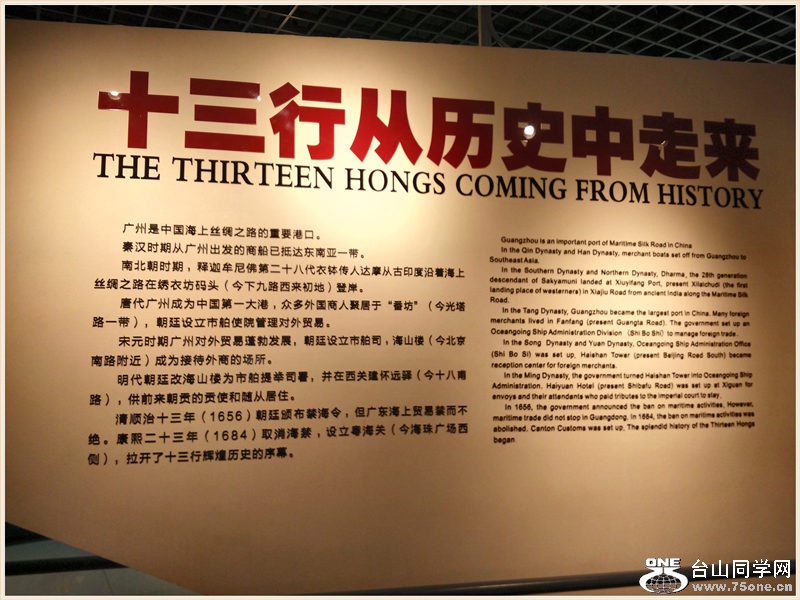 十三行从历史中走来
THE THIRTEEN HONGS COMING FROM HISTORY
广州是中国海上丝绸之路的重要港口。
秦汉时期从广州出发的商船已抵达东南亚一带。
南北朝时期，释迦牟尼佛第二十八代衣钵传人达摩从古印度沿着海上
丝绸之路在绣衣坊码头（今下九路西来初地）登岸。
唐代广州成为中国第一大港，众多外国商人聚居于“番坊”（今光塔
路一带），朝廷设立市舶使院管理对外贸易。
宋元时期广州对外贸易蓬勃发展，朝廷设立市舶司，海山楼（今北京
南路附近）成为接待外商的场所。
明代朝廷改海山楼为市舶提举司署，并在西关建怀远驿（今十八甫
路），供前来朝贡的贡使和随从居住。
清顺治十三年（1656）朝廷颁布禁海令，但广东海上贸易禁而不
绝。康熙二十三年（1684）取消海禁，设立粤海关（今海珠广场西
侧），拉开了十三行辉煌历史的序幕。
Guangzhou is an important port of Maritime Silk Road in China
In the Qin Dynasty and Han Dynasty, merchant boats set off from Guangzhou to
Southeast Asia.
In the Southern Dynasty and Northern Dynasty, Dharma, the 28th generation
descendant of Sakyamuni landed at Xiuyifang Port, present Xilaichudi (the first
landing place of westerners) in Xiajiu Road from ancient India along the Maritime Silk
Road.
In the Tang Dynasty, Guangzhou became the largest port in China. Many foreign
merchants lived in Fanfang (present Guangta Road). The government set up an
Oceangoing Ship Administration Division (Shi Bo Shi) to manage foreign trade.
In the Song Dynasty and Yuan Dynasty, Oceangoing Ship Administration Office
(Shi Bo Si) was set up, Haishan Tower (present Beijing Road South) became
reception center for foreign merchants.
In the Ming Dynasty, the government turned Haishan Tower into Oceangoing Ship
Administration. Haiyuan Hotel (present Shibafu Road) was set up at Xiguan for
envoys and their attendants who paid tributes to the imperial court to stay.
In 1656, the government announced the ban on maritime activities. However,
maritime trade did not stop in Guangdong. In 1684, the ban on maritime activities was
abolished. Canton Customs was set up. The splendid history of the Thirteen Hongs
began.
ONE
75
台山同学网
www.75one.cn